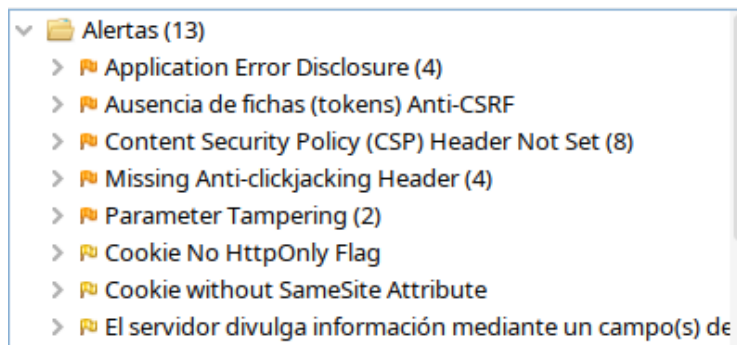 Alertas (13)
Application Error Disclosure (4)
Ausencia de fichas (tokens) Anti-CSRF
Content Security Policy (CSP) Header Not Set (8)
Missing Anti-clickjacking Header (4)
Parameter Tampering (2)
Cookie No HttpOnly Flag
Cookie without SameSite Attribute
El servidor divulga información mediante un campo(s) de